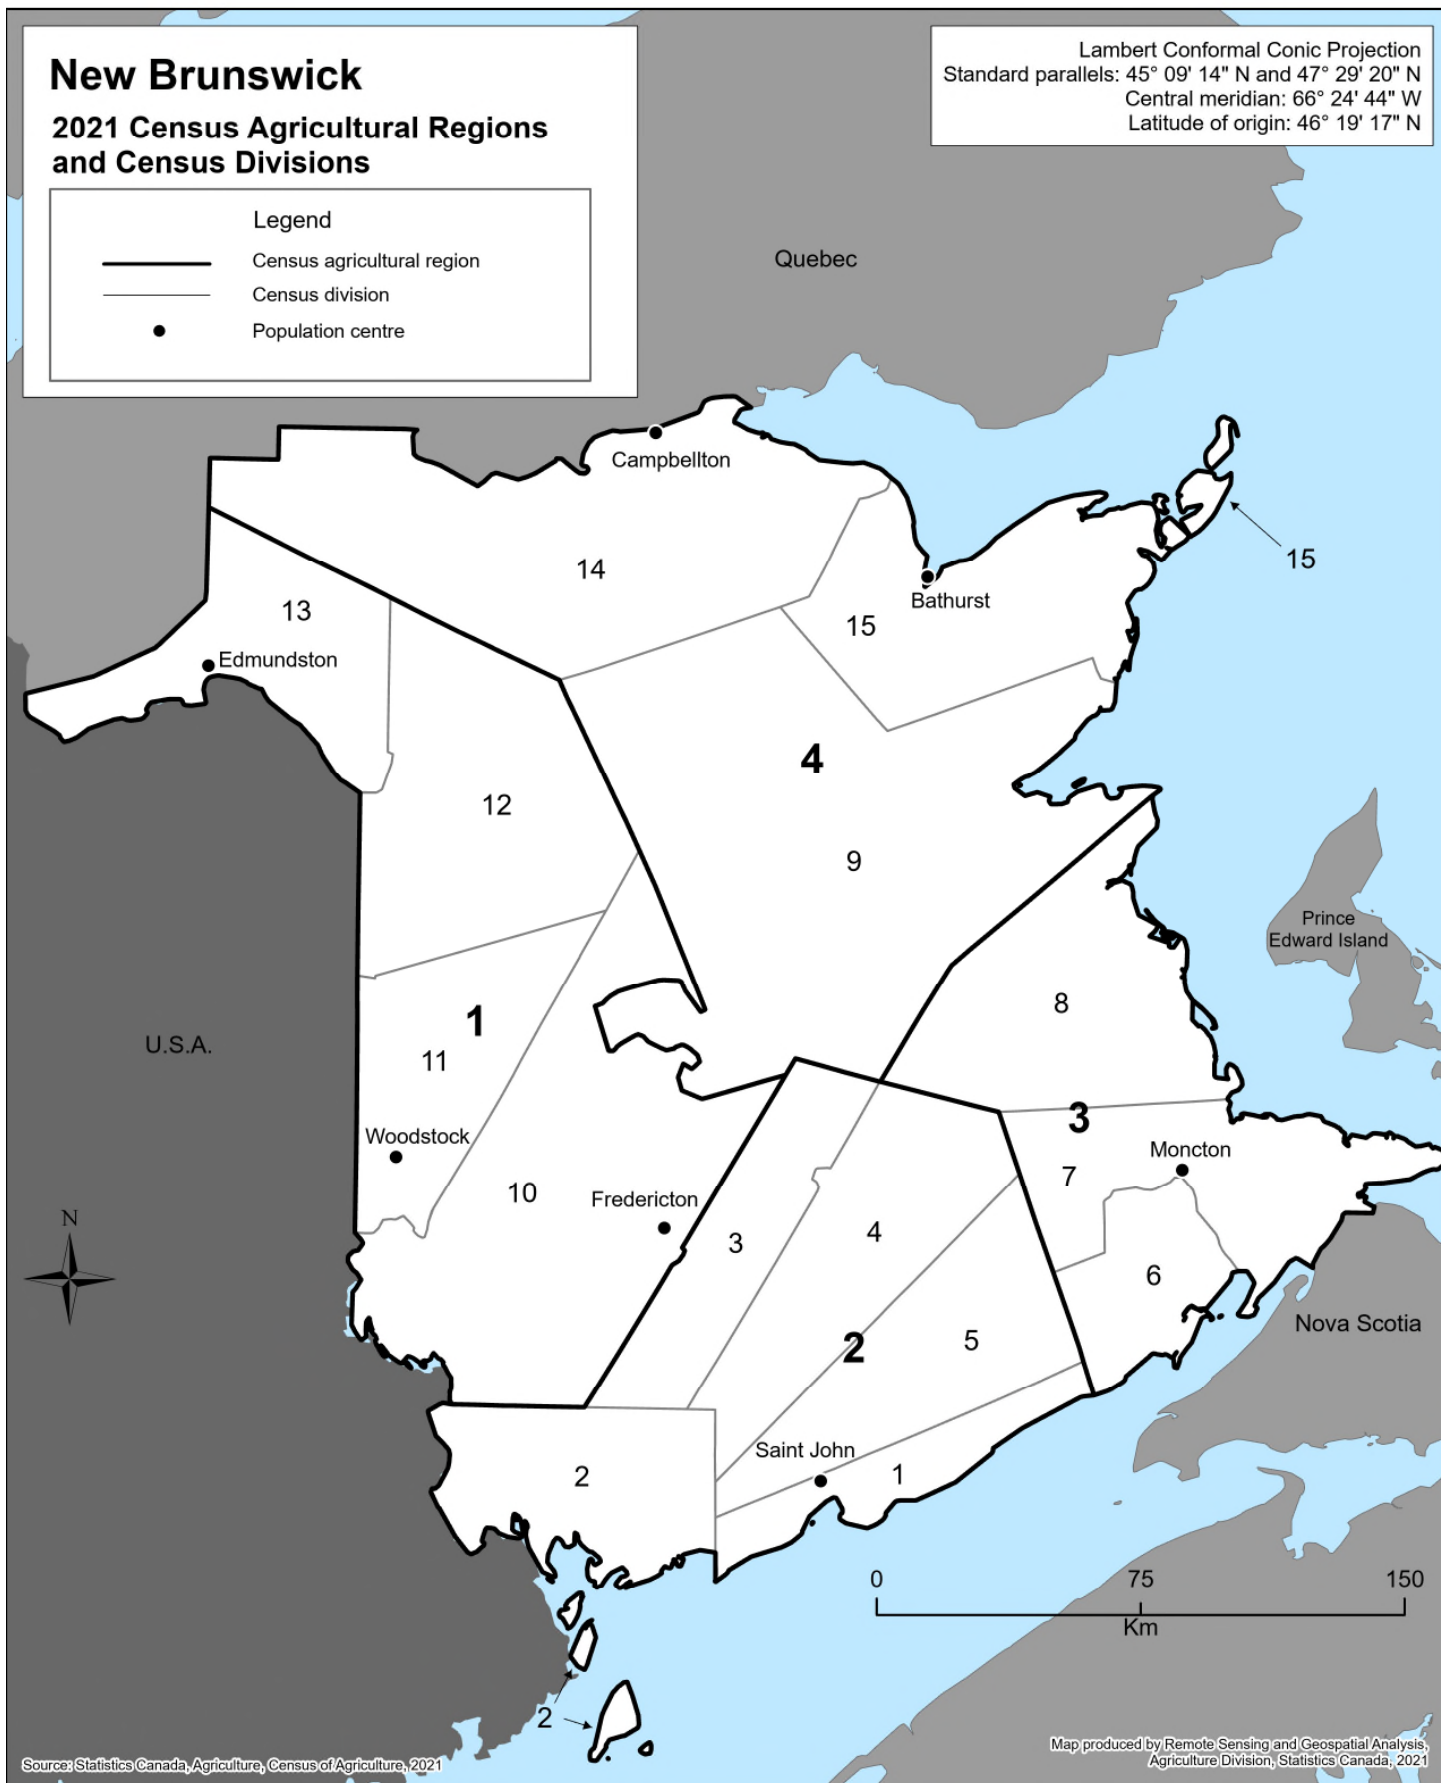 New Brunswick
2021 Census Agricultural Regions
and Census Divisions
Legend
Census agricultural region
Census division
Population centre
Lambert Conformal Conic Projection
Standard parallels: 45° 09' 14" N and 47° 29' 20" N
Central meridian: 66° 24' 44" W
Latitude of origin: 46° 19' 17" N
Quebec
Campbellton
15
14
Bathurst
13
15
Edmundston
4
12
9
Prince
Edward Island
8
1
U.S.A.
11
3
Woodstock
Moncton
7
10
Fredericton
N
4
3
6
Nova Scotia
5
2
Saint John
2
1
0 75 150
Km
2
Source: Statistics Canada, Agriculture, Census of Agriculture, 2021
Map produced by Remote Sensing and Geospatial Analysis,
Agriculture Division, Statistics Canada, 2021